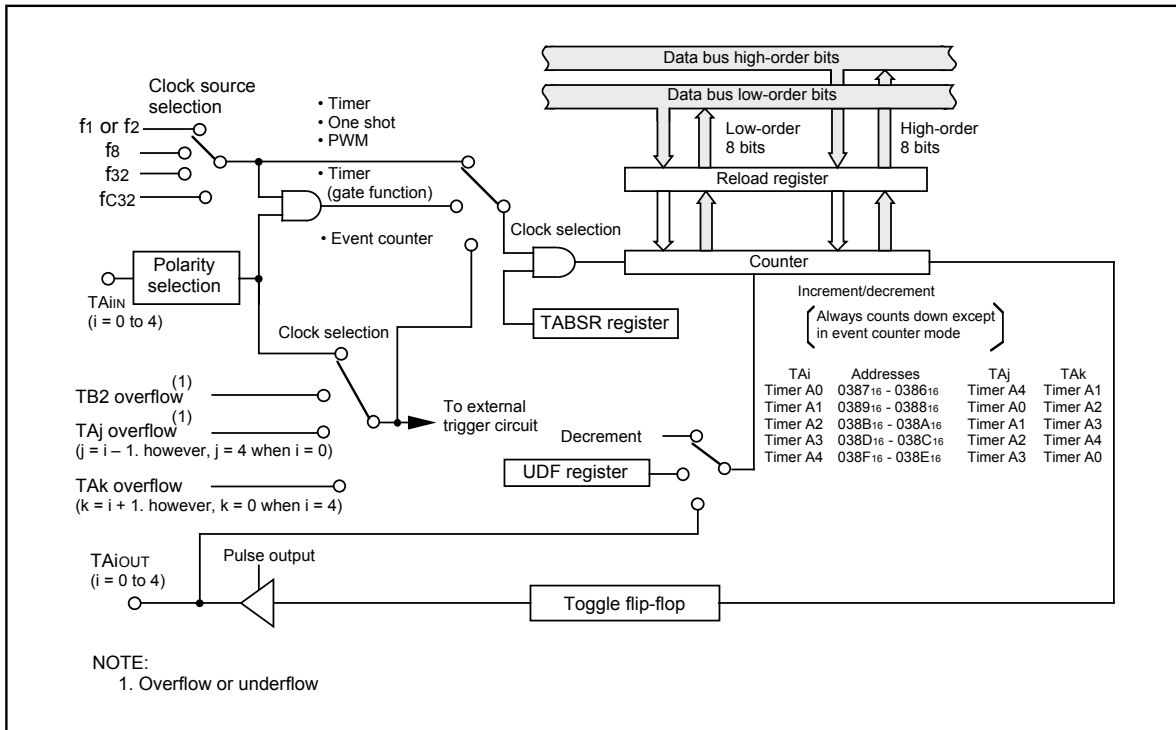 Data bus high-order bits
Data bus low-order bits
Clock source
selection
• Timer
• One shot
• PWM
f1 or f2
f8
f32
fC32
Low-order
8 bits
High-order
8 bits
Reload register
• Timer
(gate function)
• Event counter
Clock selection
Counter
Polarity
selection
TAiIN
(i = 0 to 4)
TABSR register
Increment/decrement
Always counts down except
in event counter mode
Clock selection
TB2 overflow (1)
TAj overflow (1)
(j = i – 1. however, j = 4 when i = 0)
TAk overflow
(k = i + 1. however, k = 0 when i = 4)
To external
trigger circuit
Decrement
UDF register
TAi Addresses TAj TAk
Timer A0 038716 - 038616 Timer A4 Timer A1
Timer A1 038916 - 038816 Timer A0 Timer A2
Timer A2 038B16 - 038A16 Timer A1 Timer A3
Timer A3 038D16 - 038C16 Timer A2 Timer A4
Timer A4 038F16 - 038E16 Timer A3 Timer A0
TAiOUT
(i = 0 to 4)
Pulse output
Toggle flip-flop
NOTE:
1. Overflow or underflow